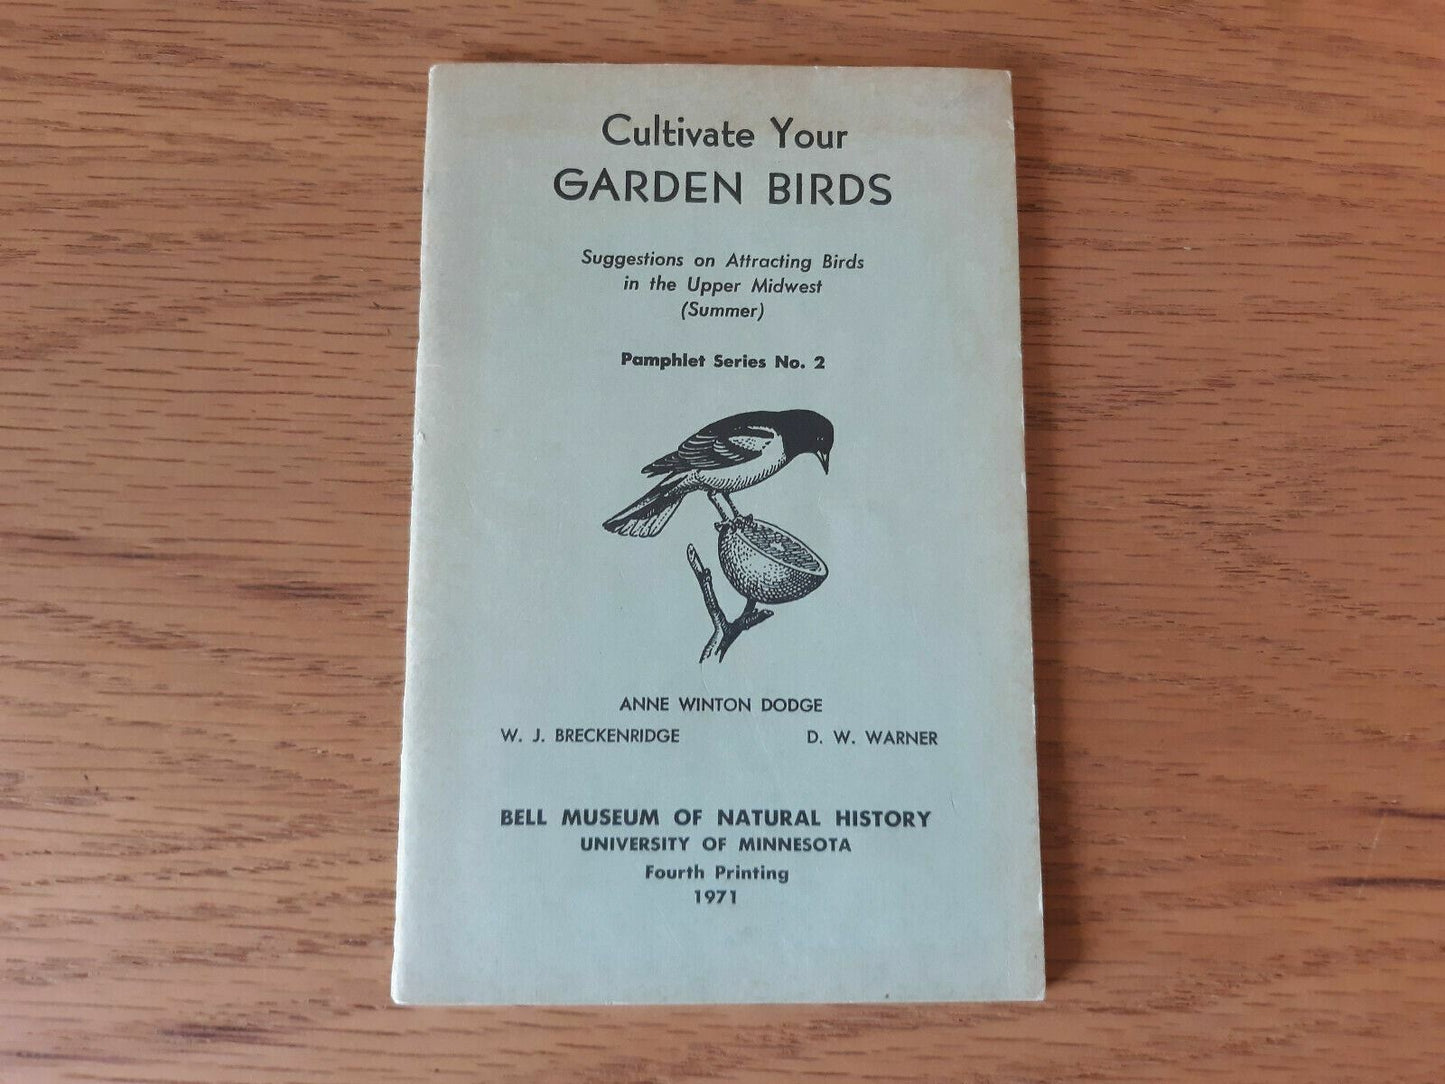 Cultivate Your
GARDEN BIRDS
Suggestions on Attracting Birds
in the Upper Midwest
(Summer)
Pamphlet Series No. 2
ANNE WINTON DODGE
W. J. BRECKENRIDGE D. W. WARNER
BELL MUSEUM OF NATURAL HISTORY
UNIVERSITY OF MINNESOTA
Fourth Printing
1971